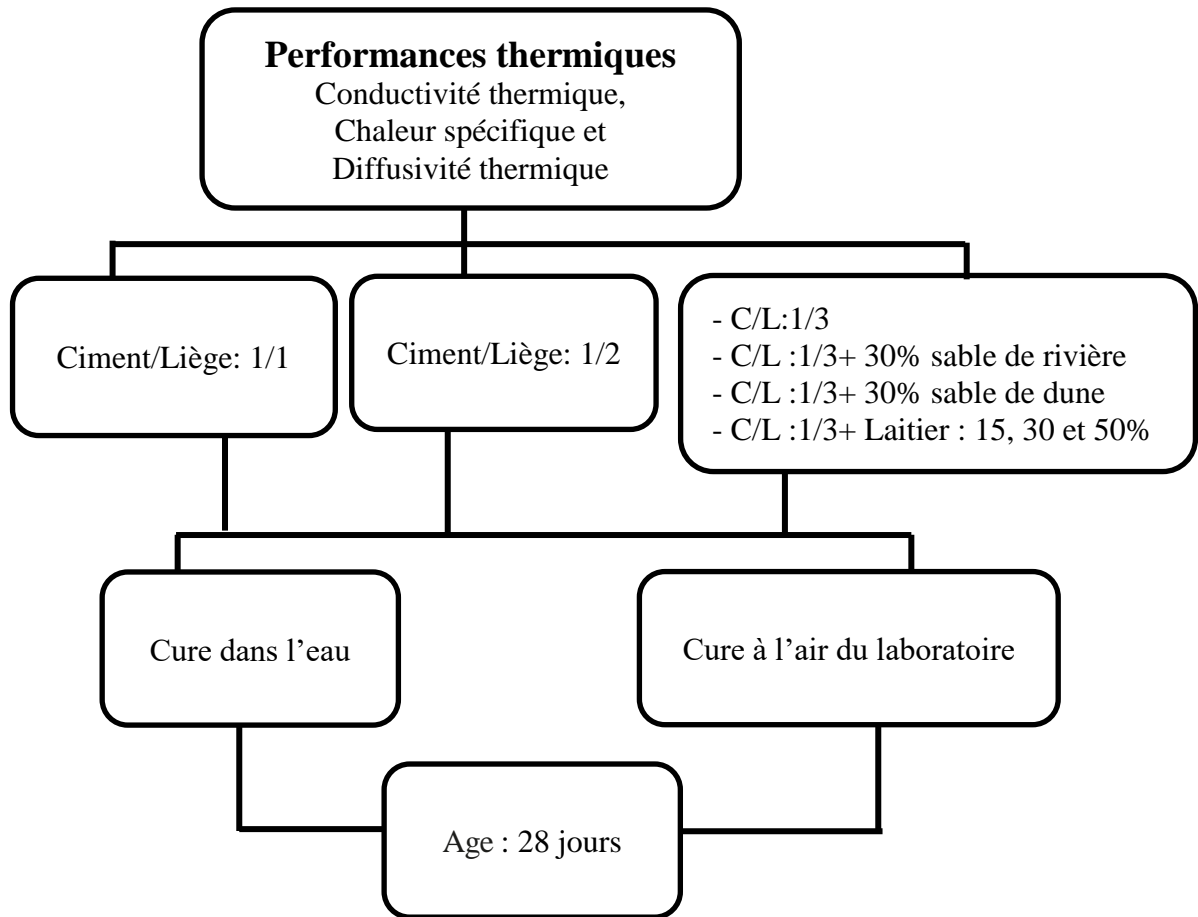 Performances thermiques
Conductivité thermique,
Chaleur spécifique et
Diffusivité thermique
Ciment/Liège: 1/1
Ciment/Liège: 1/2
- C/L:1/3
- C/L :1/3+ 30% sable de rivière
- C/L :1/3+ 30% sable de dune
- C/L :1/3+ Laitier : 15, 30 et 50%
Cure dans l’eau
Cure à l’air du laboratoire
Age : 28 jours